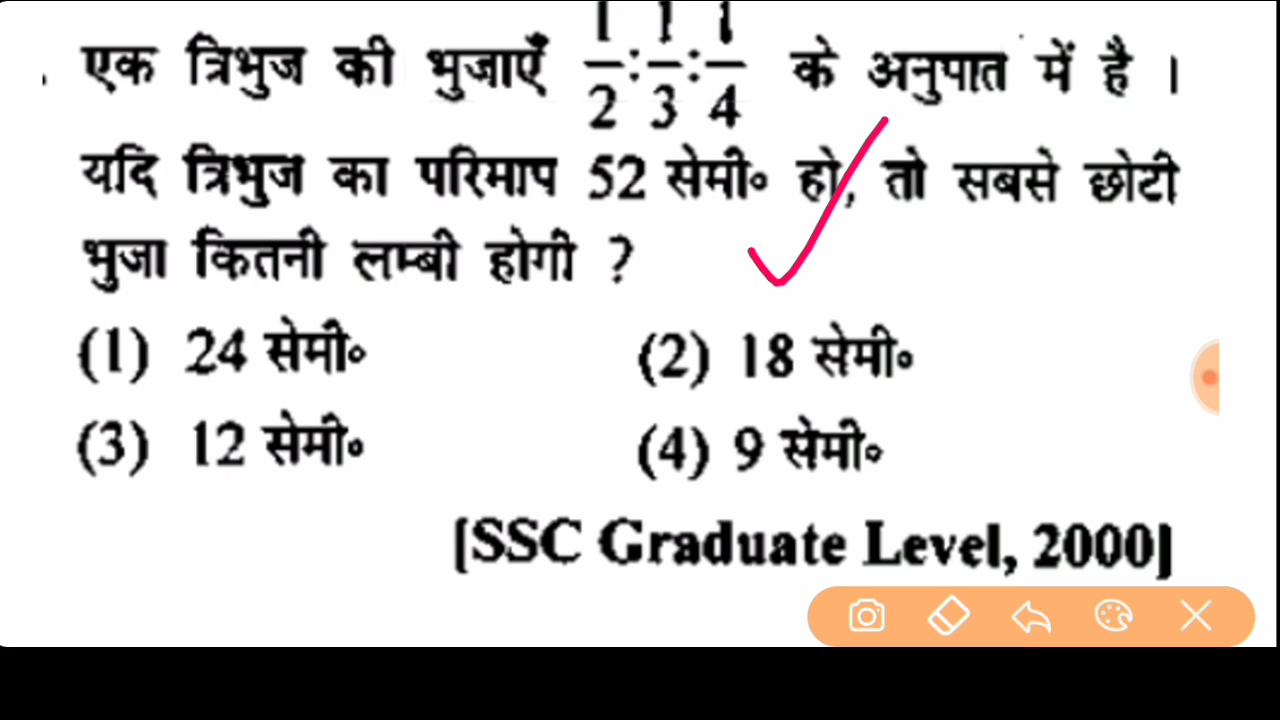 एक त्रिभुज की भुजाएँ 1/2 : 1/3 : 1/4 के अनुपात में है ।
यदि त्रिभुज का परिमाप 52 सेमी॰ हो, तो सबसे छोटी
भुजा कितनी लम्बी होगी ?
(1) 24 सेमी॰ (2) 18 सेमी॰
(3) 12 सेमी॰ (4) 9 सेमी॰
[SSC Graduate Level, 2000]